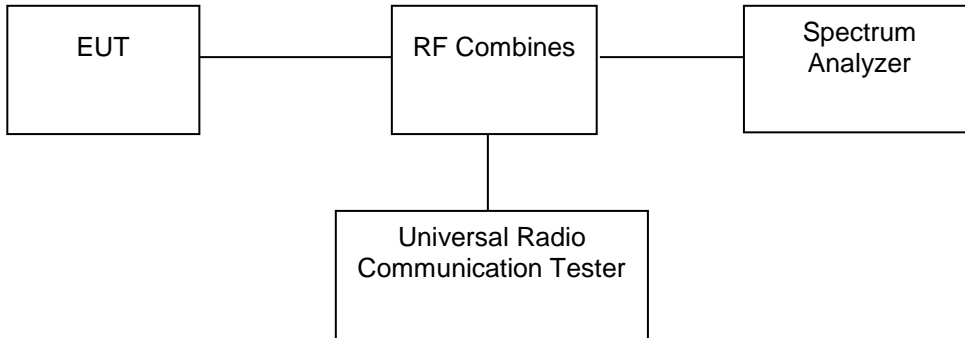 EUT
RF Combines
Spectrum
Analyzer
Universal Radio
Communication Tester